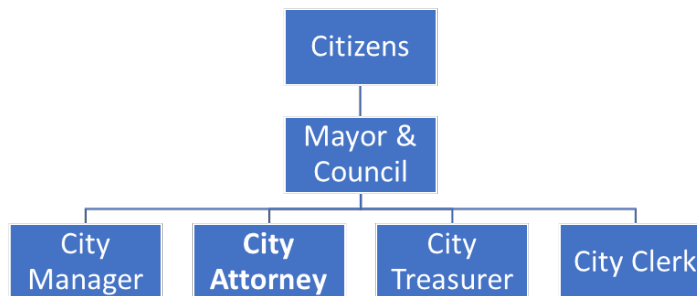 Citizens
Mayor &
Council
City
Manager
City
Attorney
City
Treasurer
City Clerk